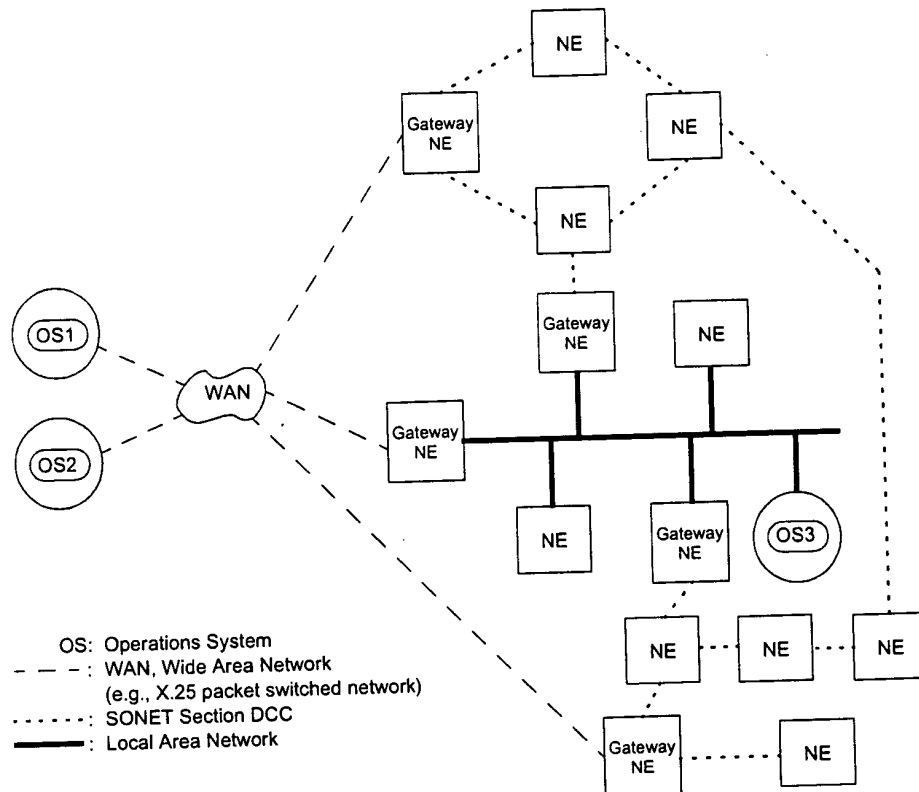 NE
Gateway
NE
NE
NE
Gateway
NE
NE
OS1
WAN
OS2
Gateway
NE
NE
Gateway
NE
OS3
NE
NE
NE
Gateway
NE
NE
OS: Operations System
: WAN, Wide Area Network
(e.g., X.25 packet switched network)
: SONET Section DCC
: Local Area Network